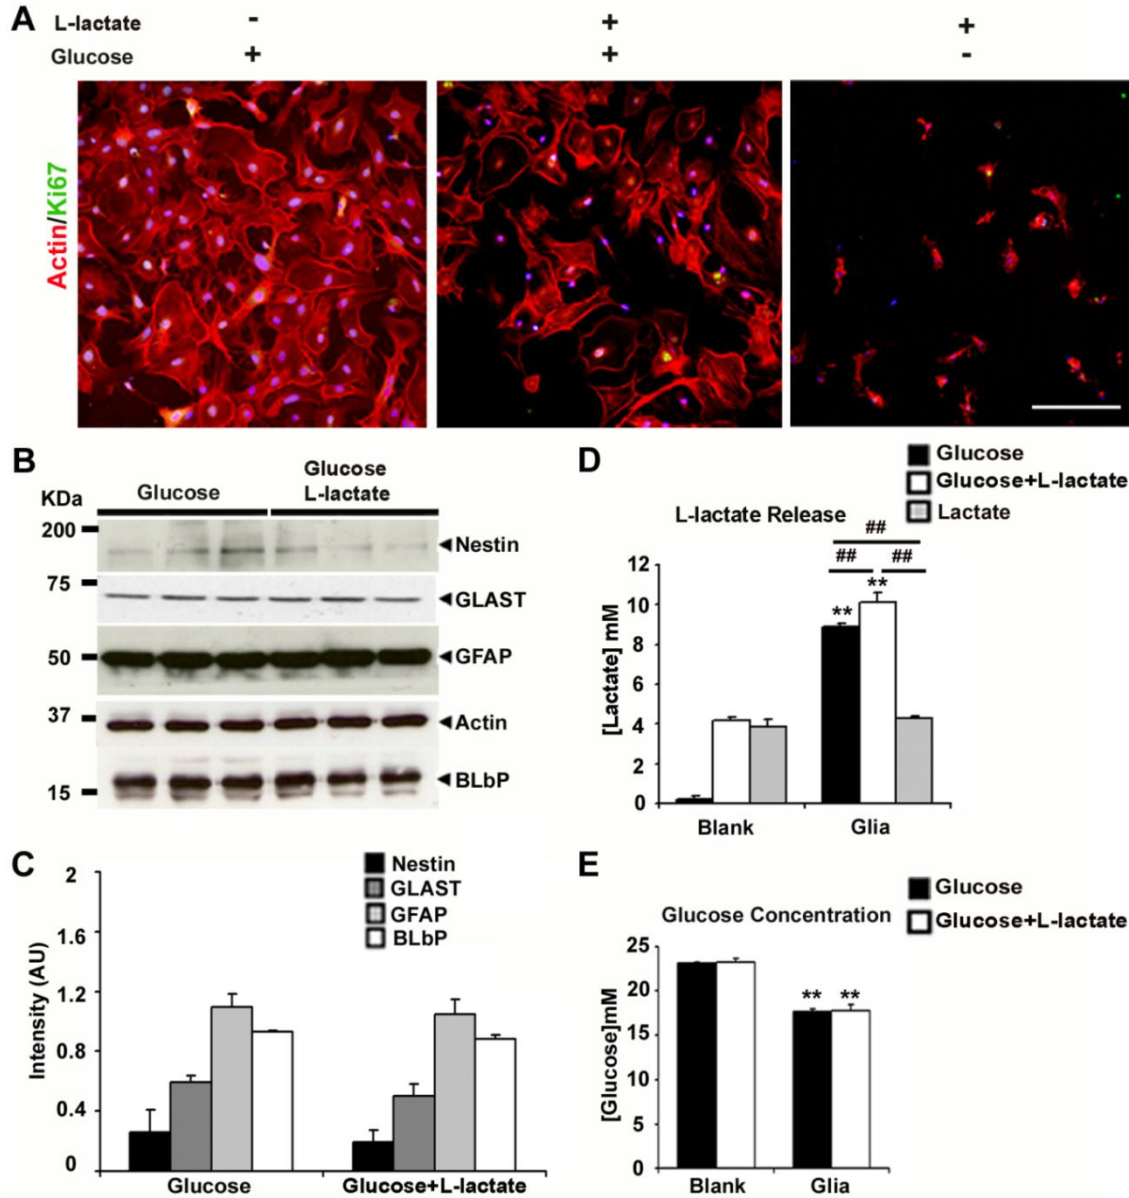 A
L-lactate - + +
Glucose + + -
Actin/Ki67
B
KDa
Glucose
Glucose
L-lactate
200
Nestin
75
GLAST
50
GFAP
37
Actin
15
BLbP
C
Nestin
GLAST
GFAP
BLbP
Intensity (AU)
2
1.6
1.2
0.8
0.4
0
Glucose
Glucose+L-lactate
D
Glucose
Glucose+L-lactate
Lactate
L-lactate Release
##
## ##
** **
[Lactate] mM
12
10
8
6
4
2
0
Blank
Glia
E
Glucose
Glucose+L-lactate
Glucose Concentration
** **
[Glucose]mM
25
20
15
10
5
0
Blank
Glia